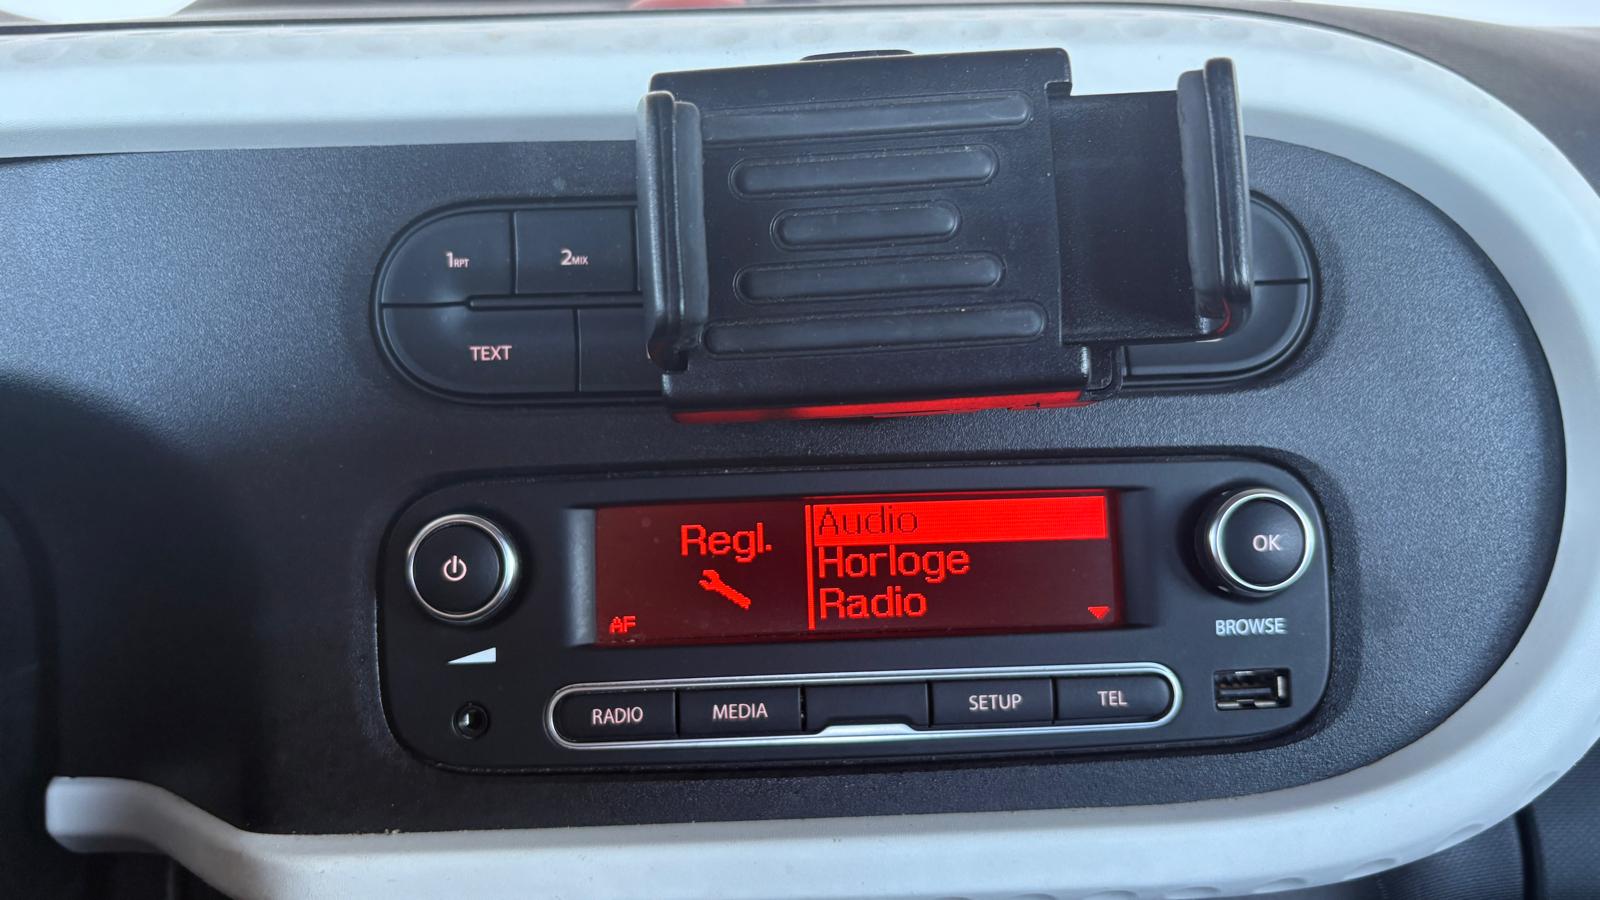 1RPT
2MIX
TEXT
Regl.
AF
Audio
Horloge
Radio
OK
BROWSE
RADIO
MEDIA
SETUP
TEL